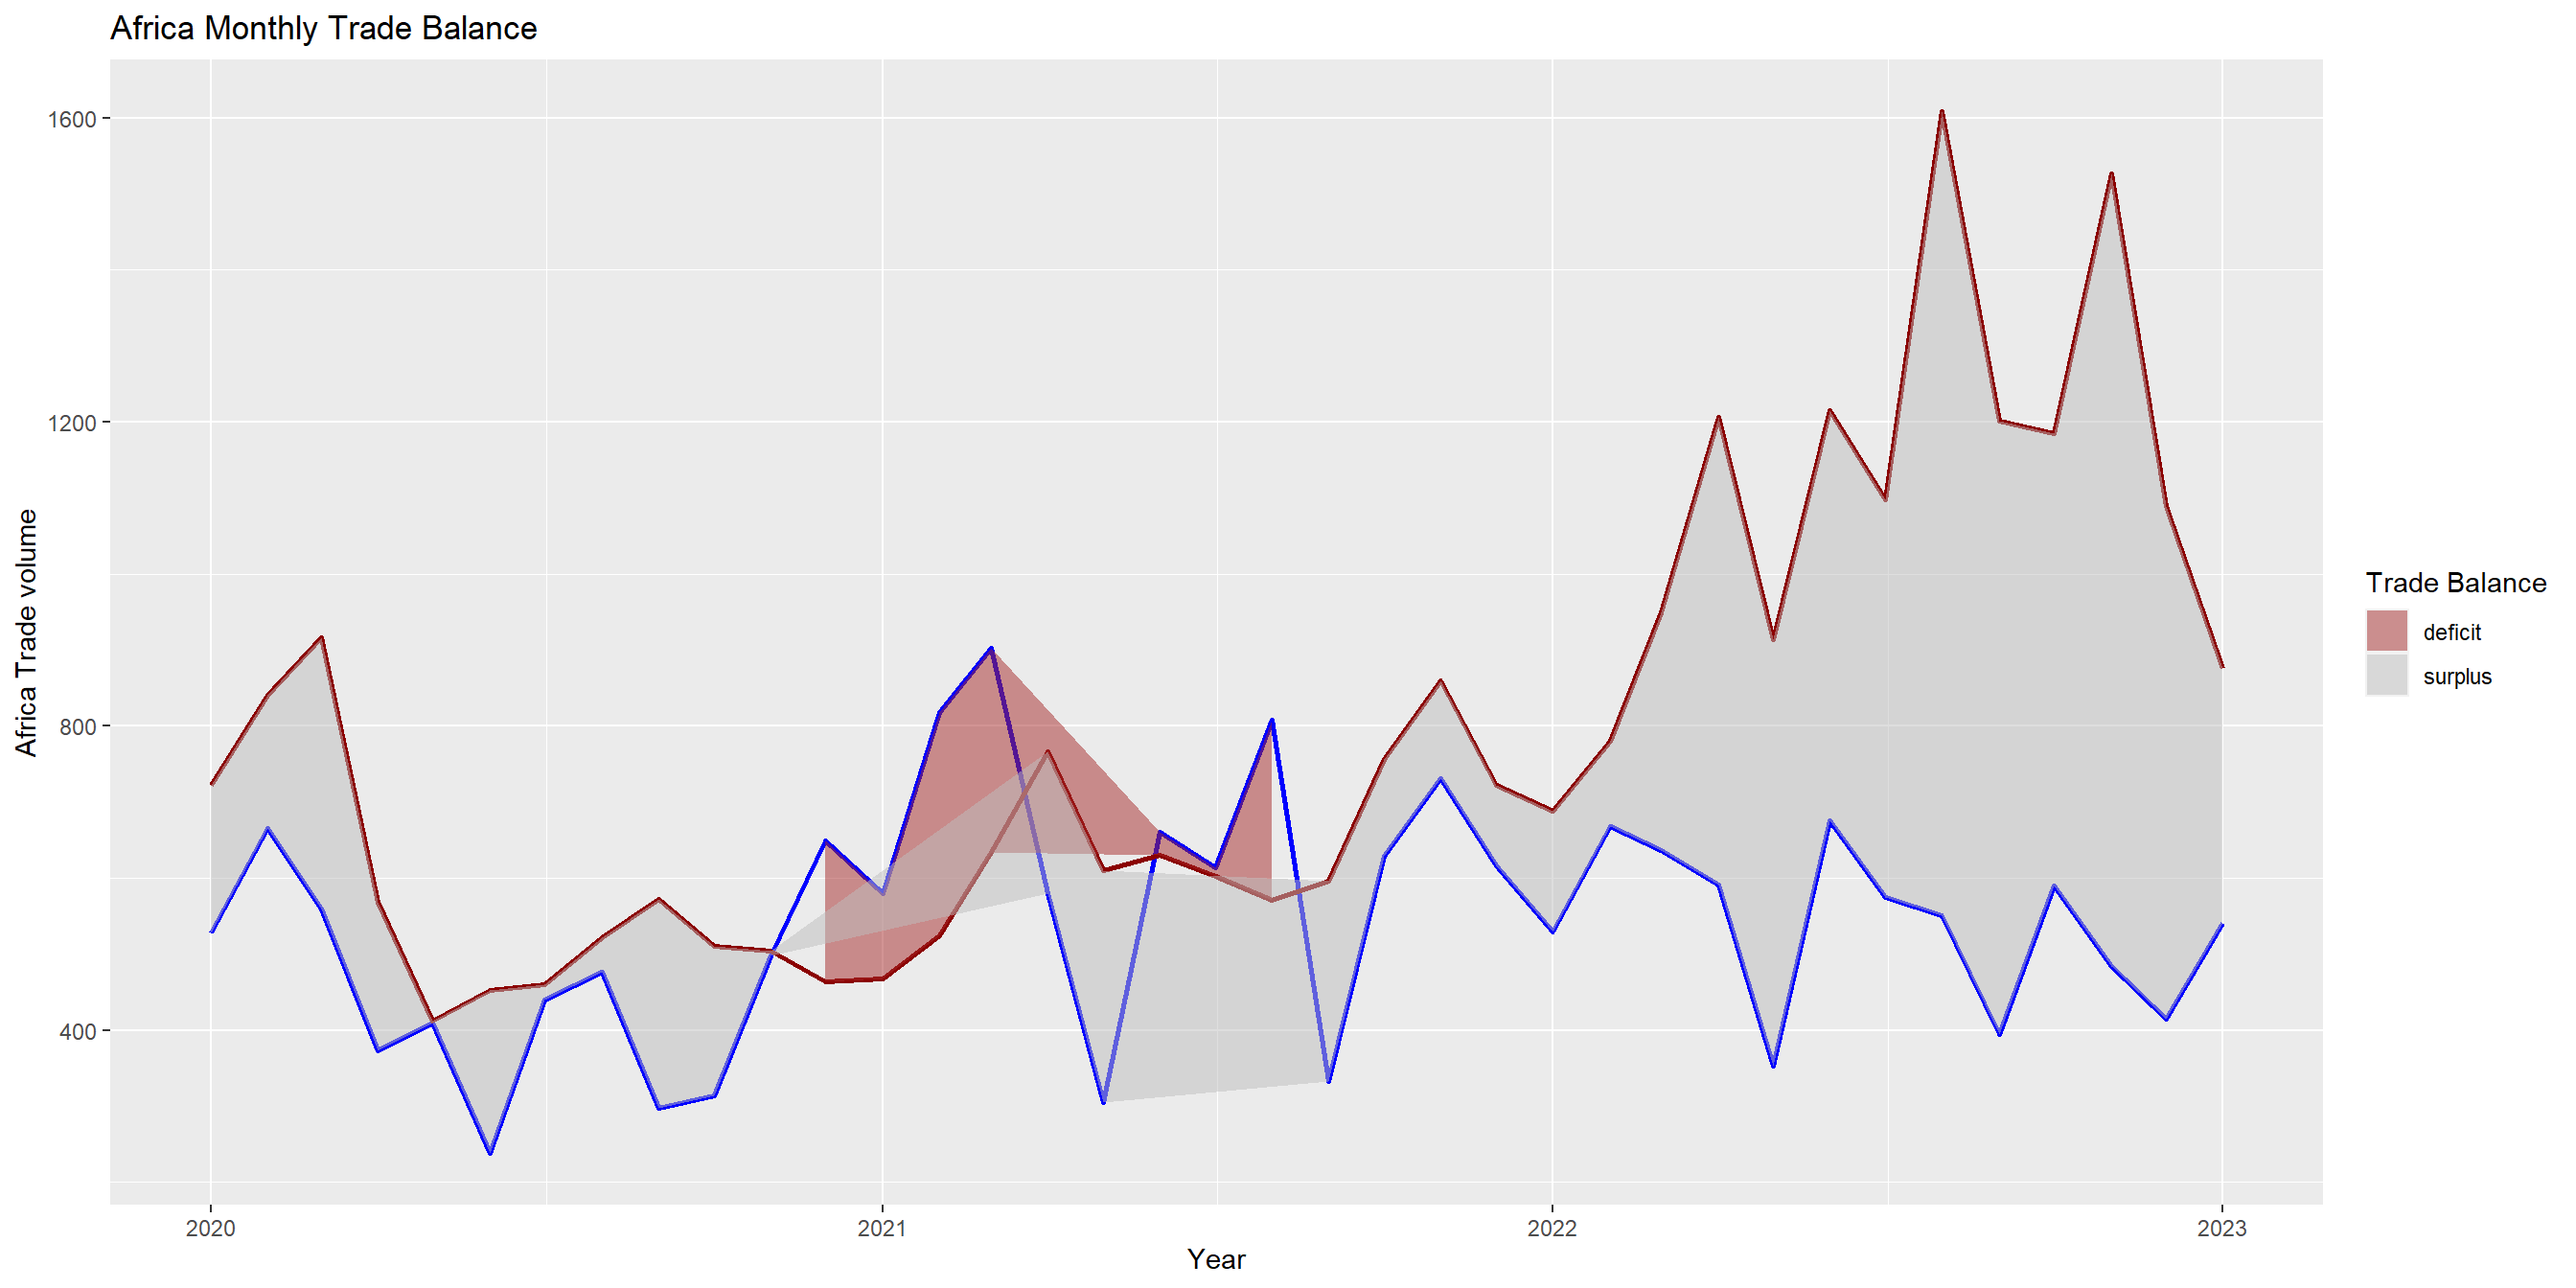 Africa Monthly Trade Balance
1600
1200
800
400
Africa Trade volume
2020
2021
2022
2023
Year
Trade Balance
deficit
surplus